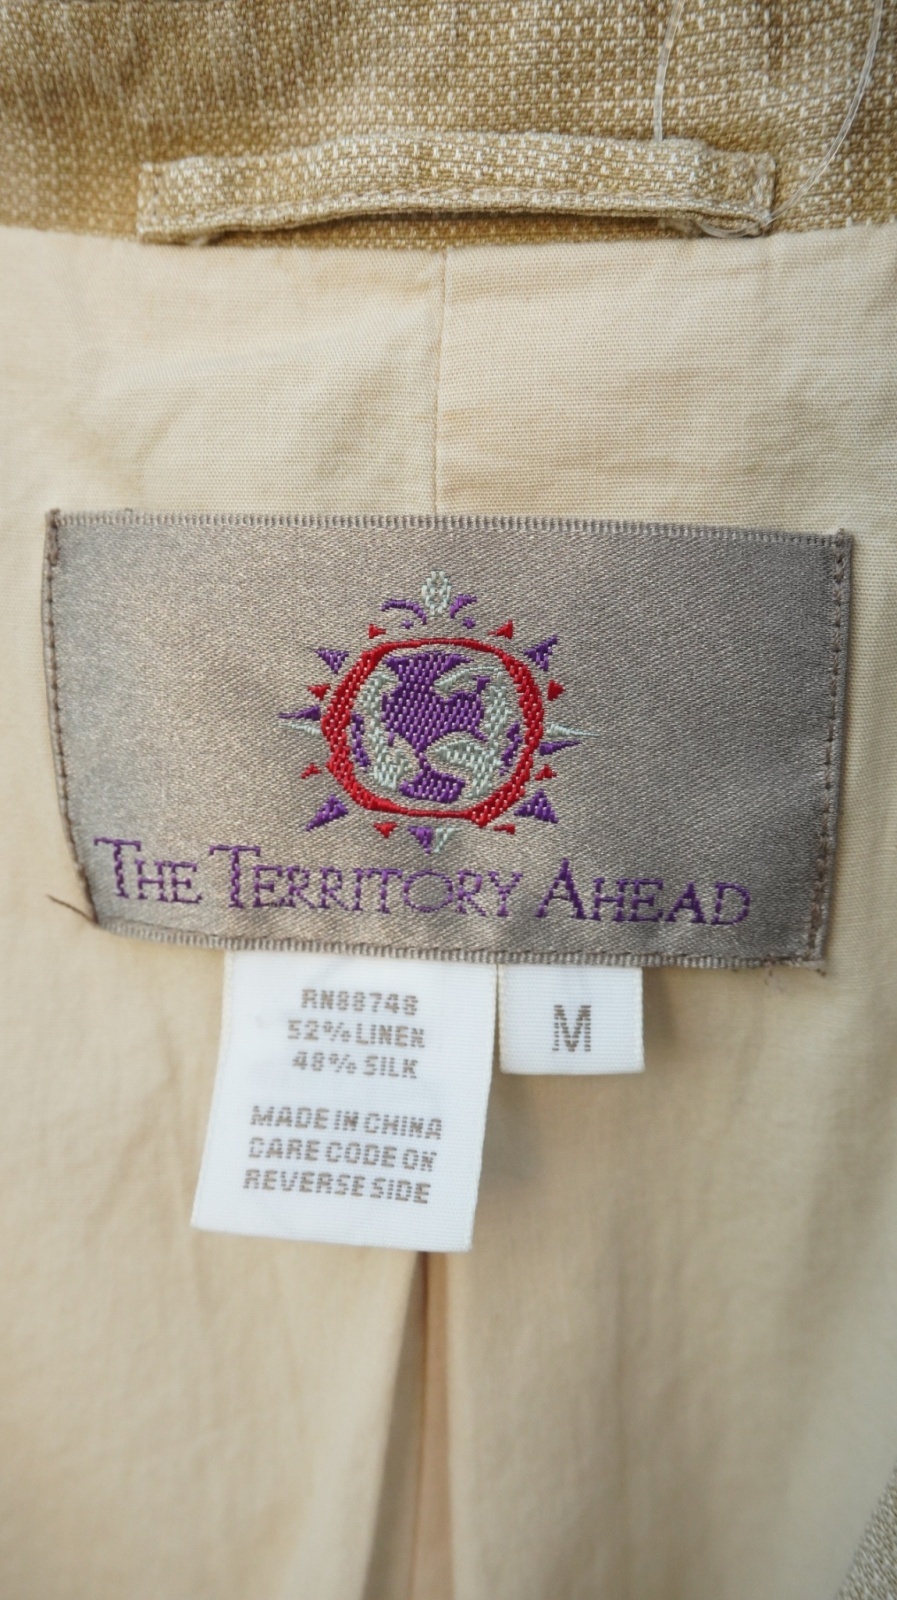 THE TERRITORY AHEAD
RN88748
52% LINEN
48% SILK
MADE IN CHINA
CARE CODE ON
REVERSE SIDE
M